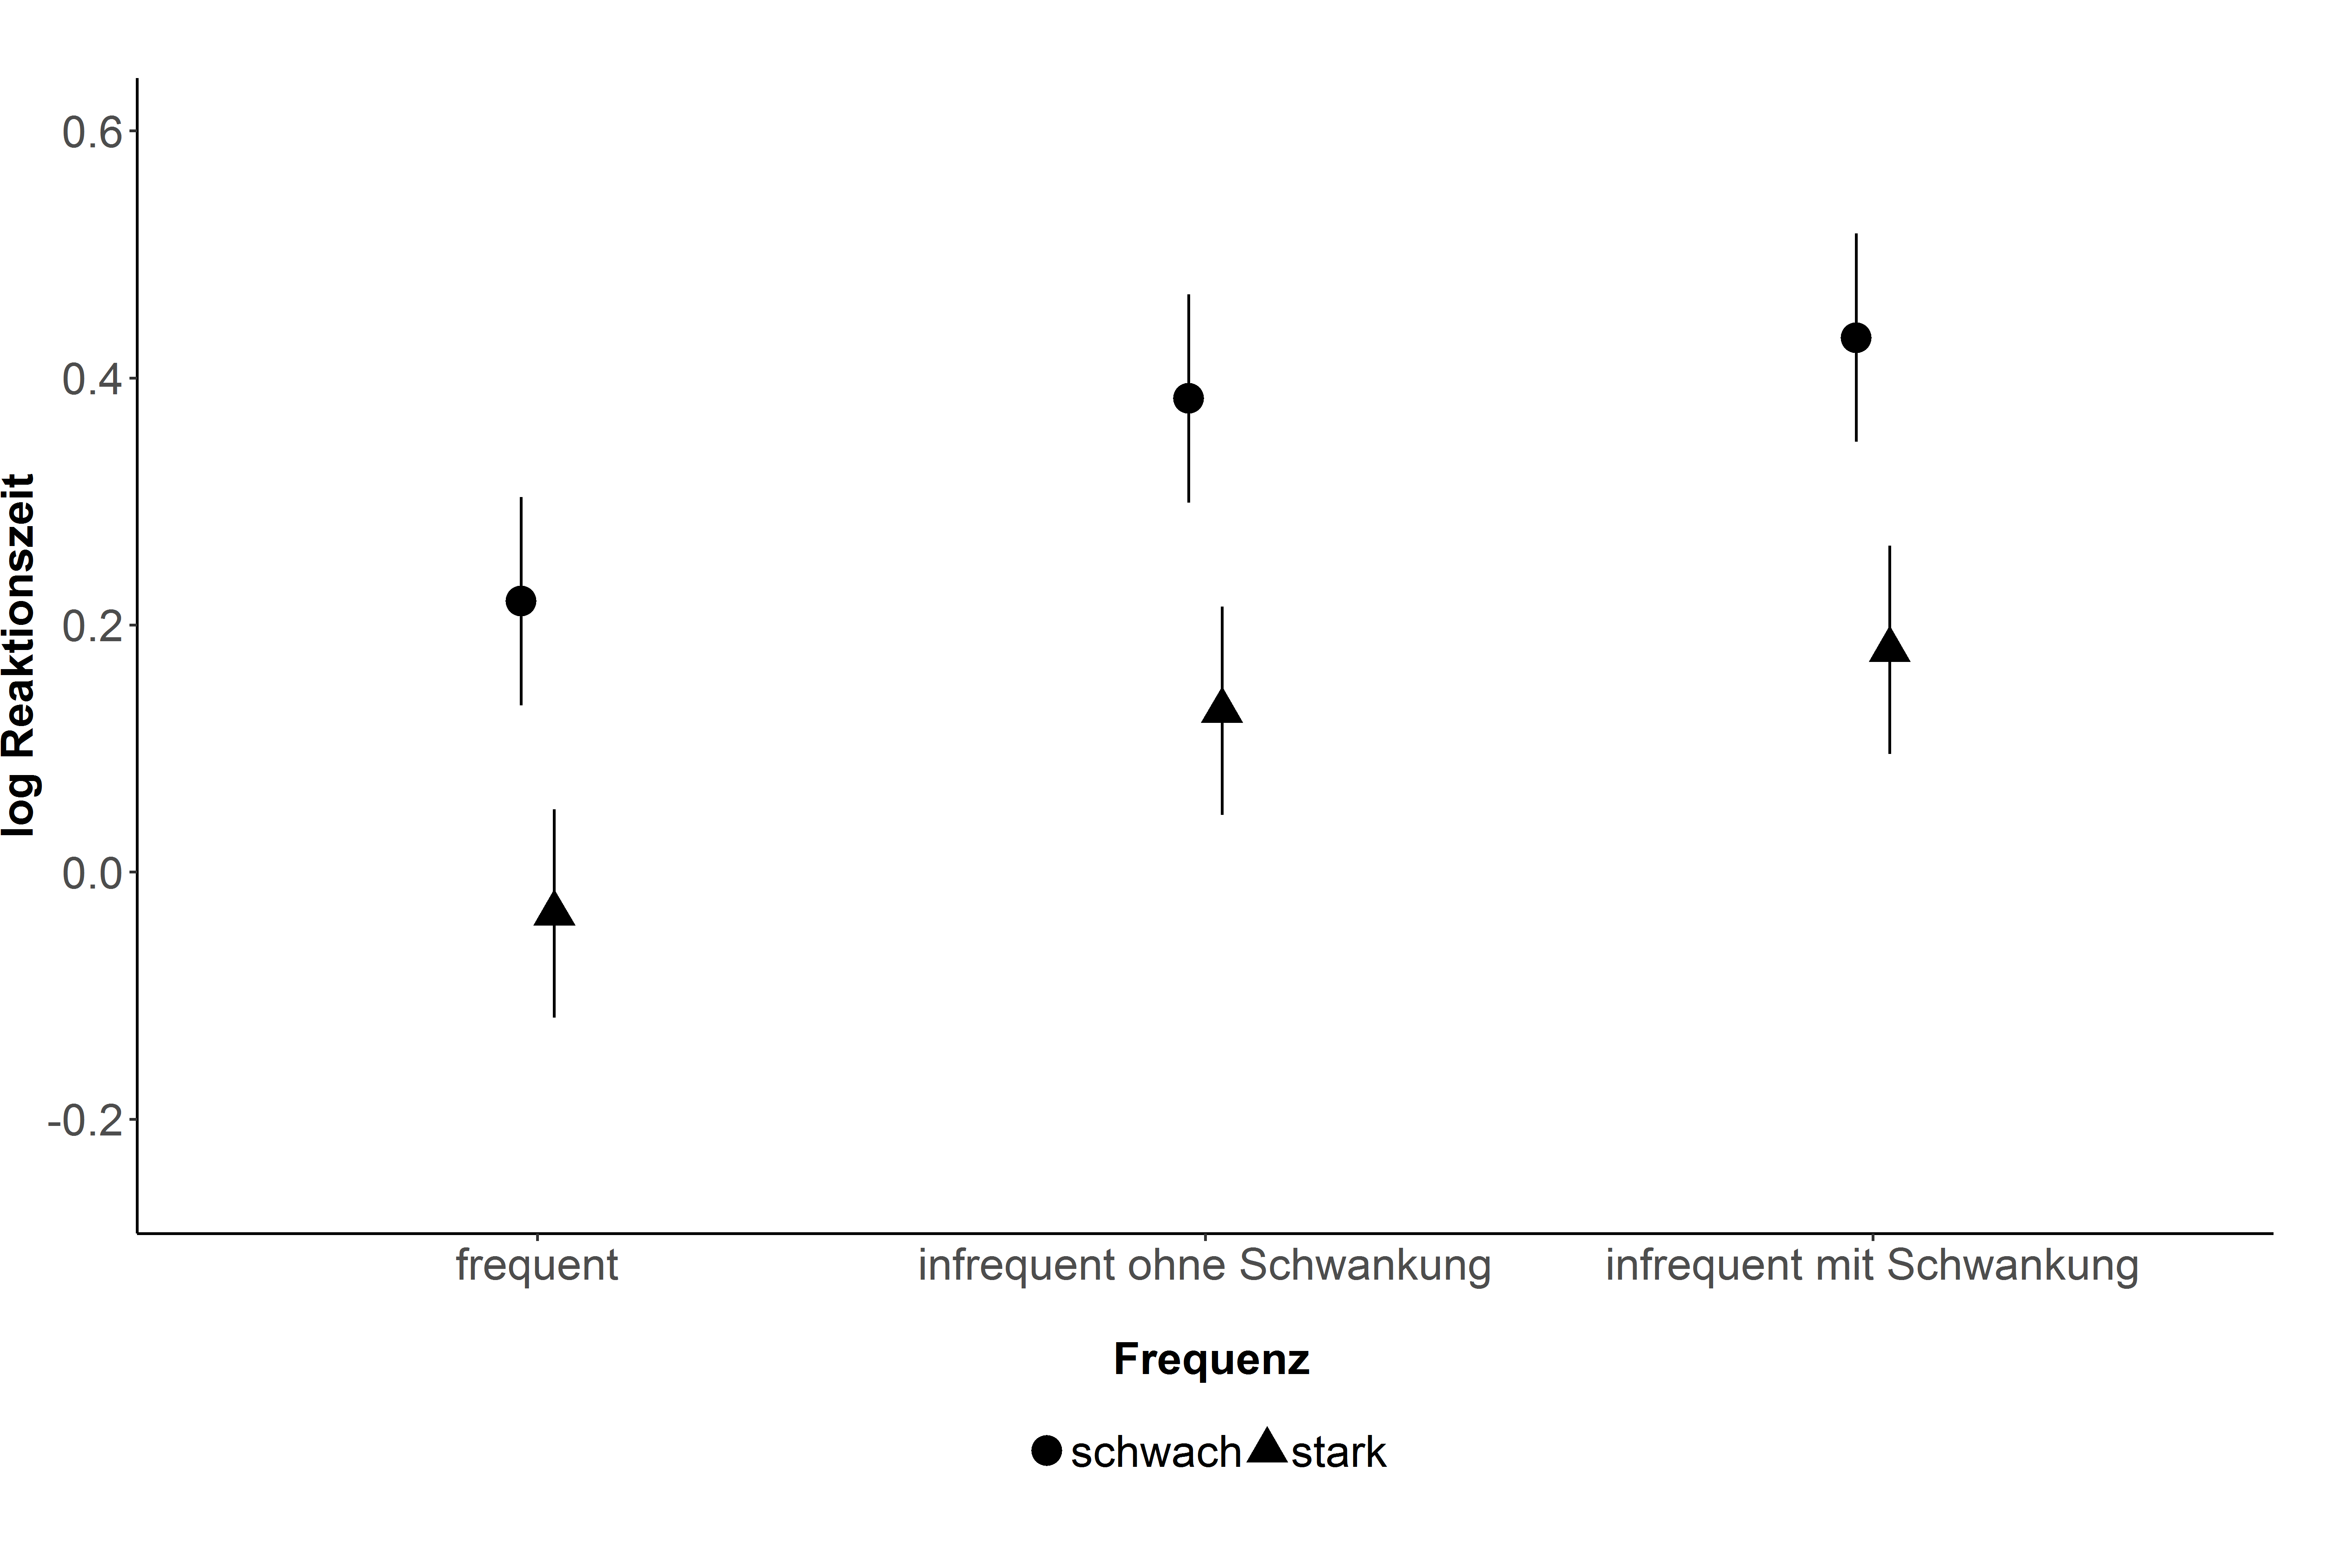 0.6
0.4
0.2
0.0
-0.2
log Reaktionszeit
frequent
infrequent ohne Schwankung
infrequent mit Schwankung
Frequenz
schwach stark